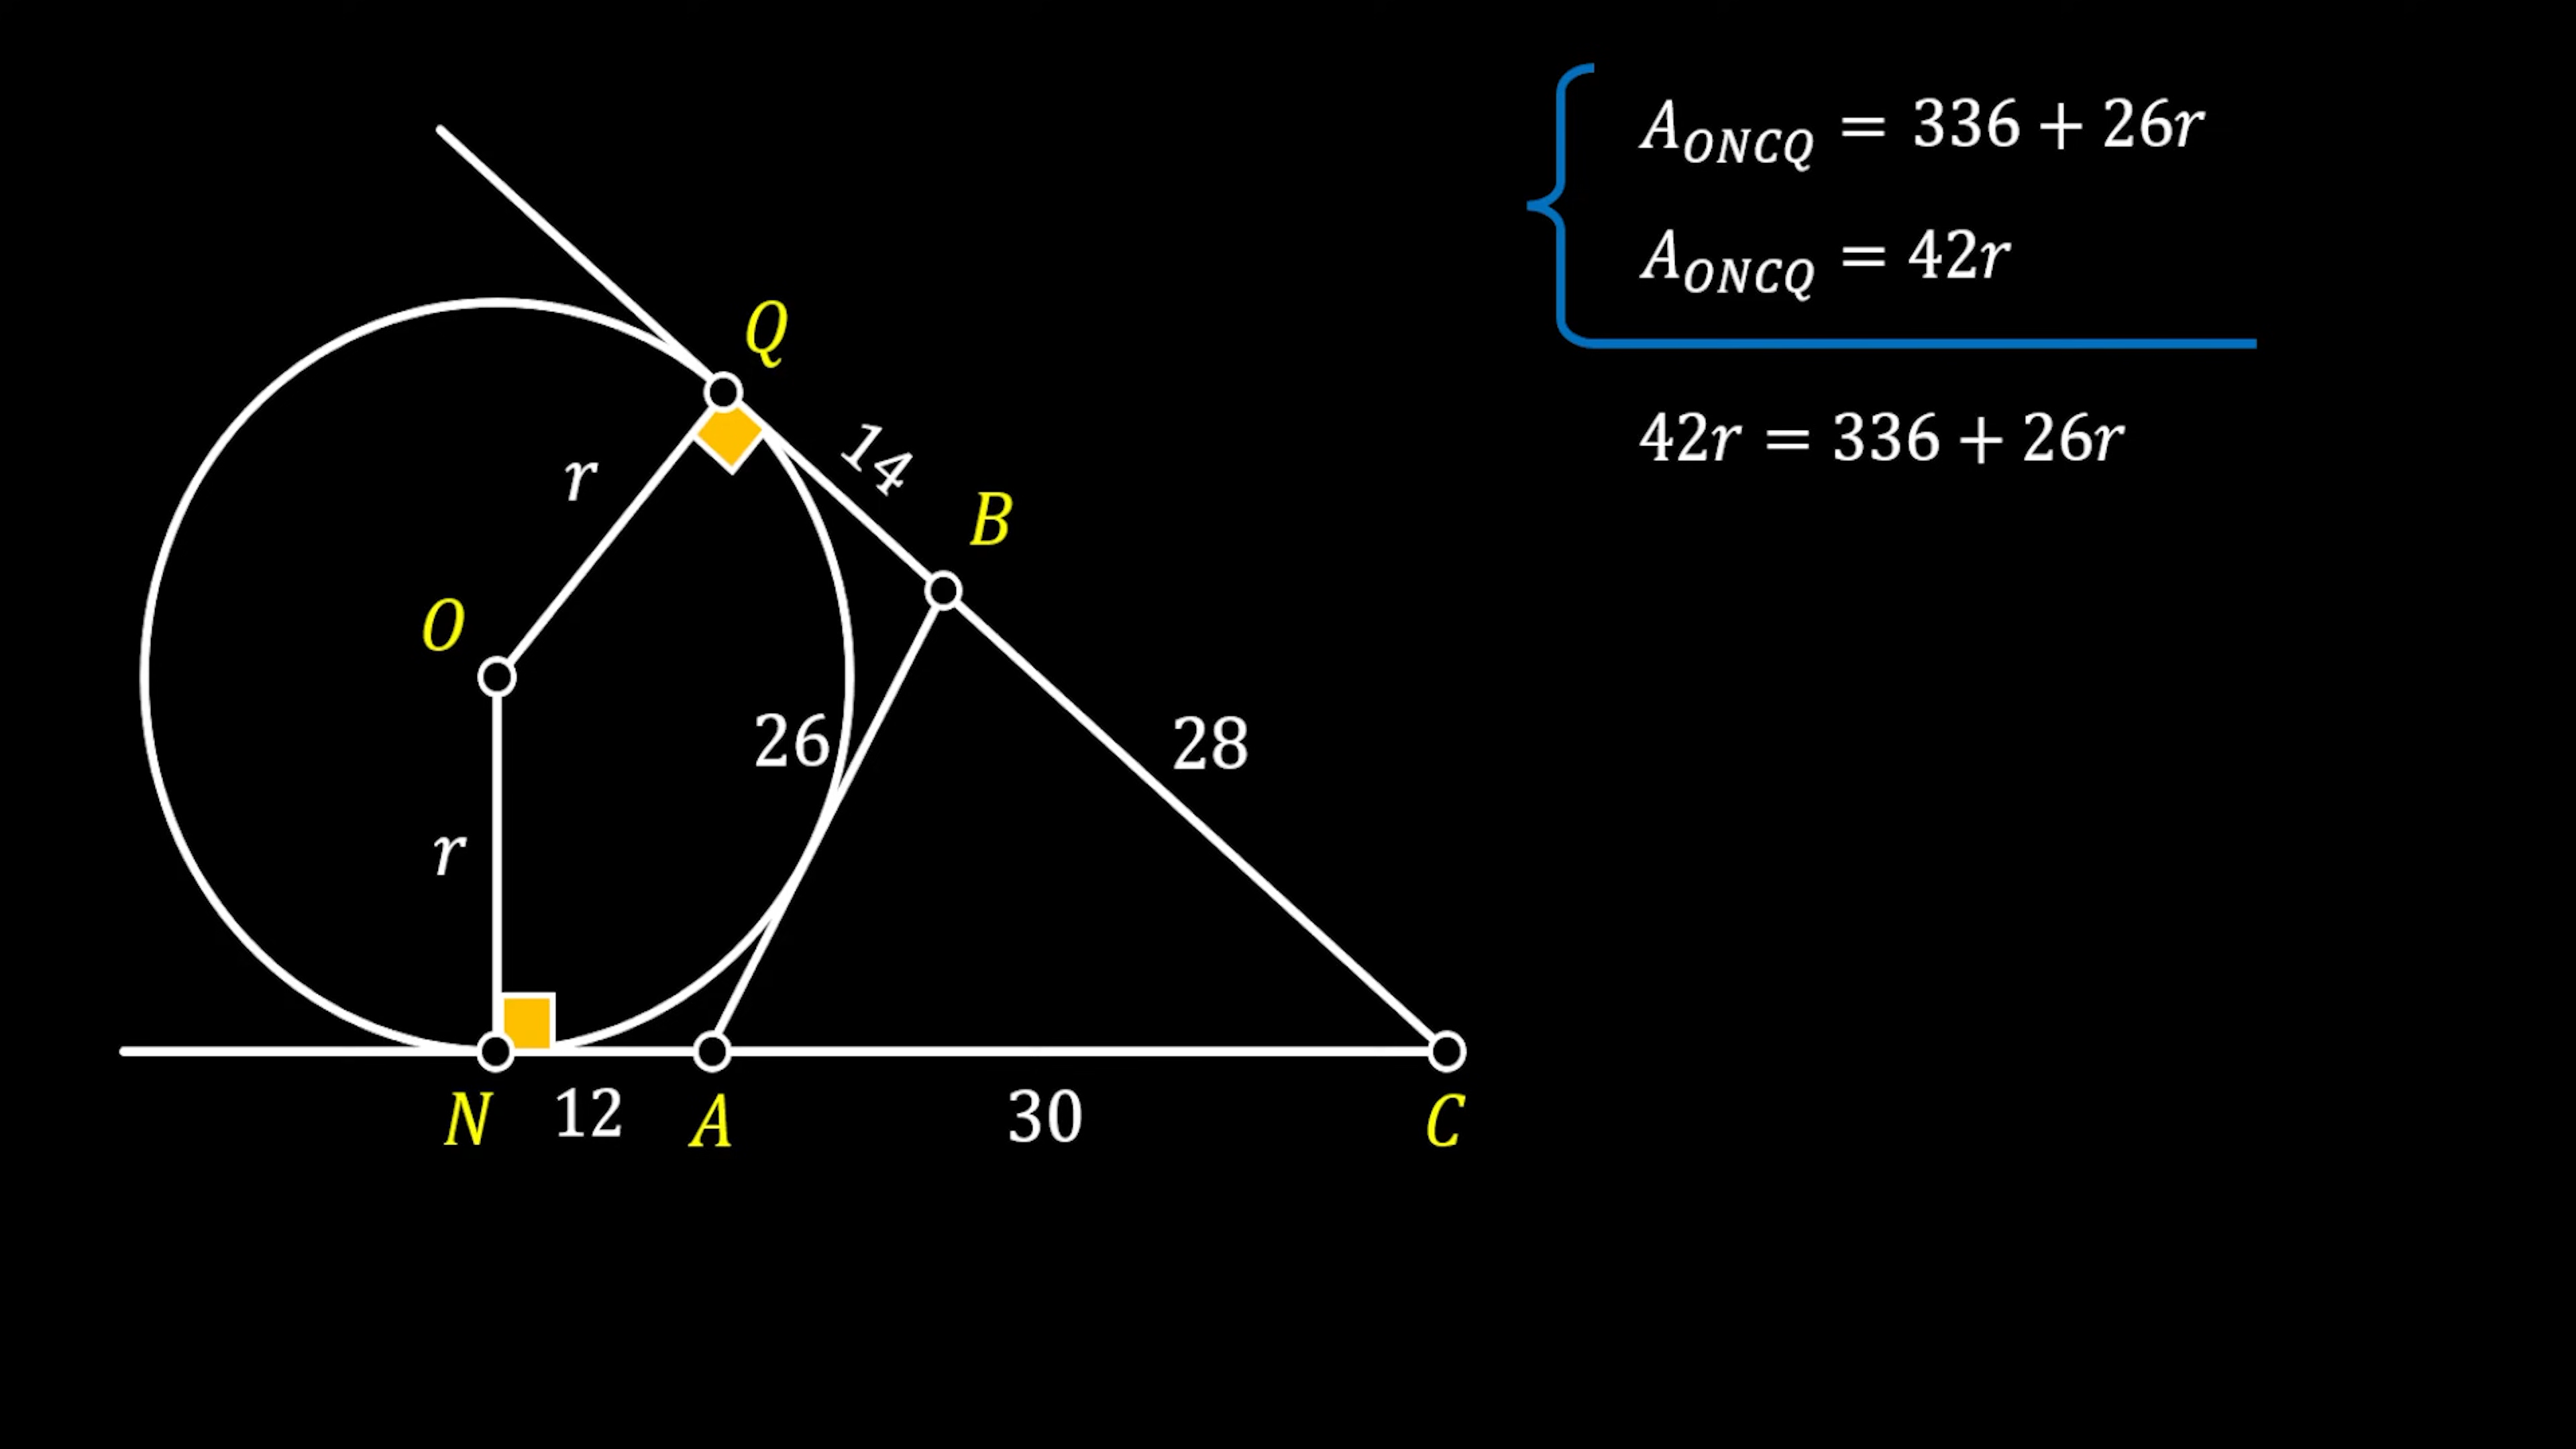 A_{ONCQ} = 336 + 26r
A_{ONCQ} = 42r
42r = 336 + 26r
Q
14
r
B
O
26
28
r
N
12
A
30
C